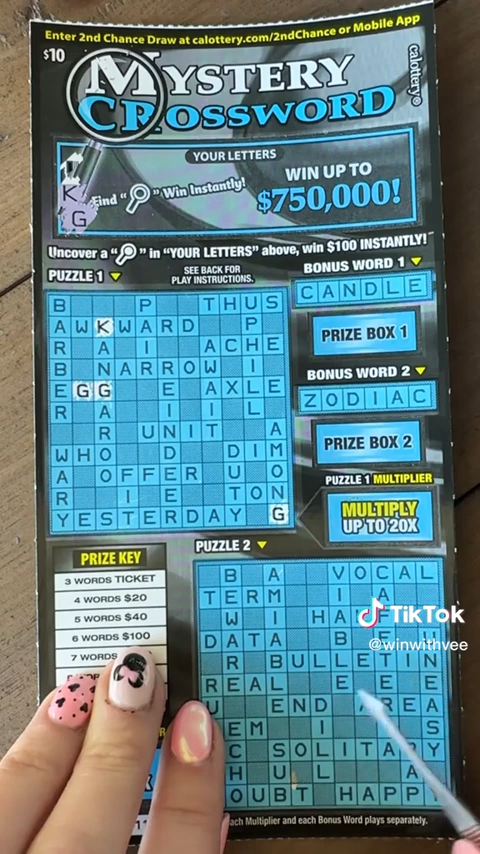 Enter 2nd Chance Draw at calottery.com/2ndChance or Mobile App
$10
MYSTERY
CROSSWORD
calottery®
YOUR LETTERS
K
G
Find " " Win Instantly!
WIN UP TO
$750,000!
Uncover a " " in "YOUR LETTERS" above, win $100 INSTANTLY!
PUZZLE 1
SEE BACK FOR
PLAY INSTRUCTIONS.
BONUS WORD 1
CANDLE
PRIZE BOX 1
BONUS WORD 2
ZODIAC
PRIZE BOX 2
PUZZLE 1 MULTIPLIER
MULTIPLY
UP TO 20X
B P THUS
AWKWARD P
R A I ACHE
B NARROW I
EGG E AXLE
R A I I L
R UNIT A
WHO D DIM
A OFFER U O
R I E TON
YESTERDAY G
PRIZE KEY
3 WORDS TICKET
4 WORDS $20
5 WORDS $40
6 WORDS $100
7 WORDS
PUZZLE 2
B A VOCAL
TERM I A
W I HALF
DATA B E
R BULLETIN
REAL E E E
U END AREA
EM I S
C SOLITARY
H U L A
OUBT HAPP
TikTok
@winwithvee
each Multiplier and each Bonus Word plays separately.